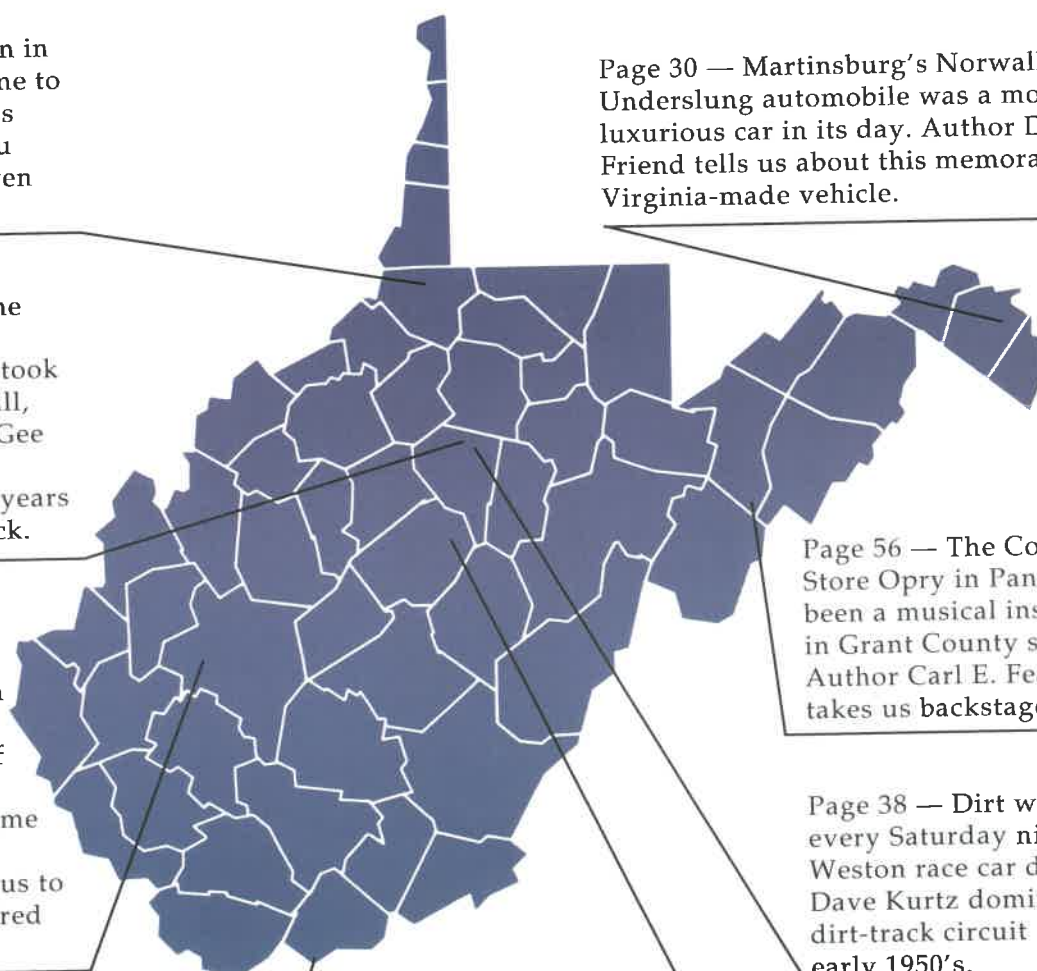 n in
ne to
s
u
ven
he
took
ll,
Gee
years
ck.
f
me
us to
red
Page 30 — Martinsburg's Norwal
Underslung automobile was a mo
luxurious car in its day. Author D
Friend tells us about this memora
Virginia-made vehicle.
Page 56 — The Co
Store Opry in Pan
been a musical ins
in Grant County s
Author Carl E. Fe
takes us backstage
Page 38 — Dirt w
every Saturday ni
Weston race car d
Dave Kurtz domi
dirt-track circuit
early 1950's.